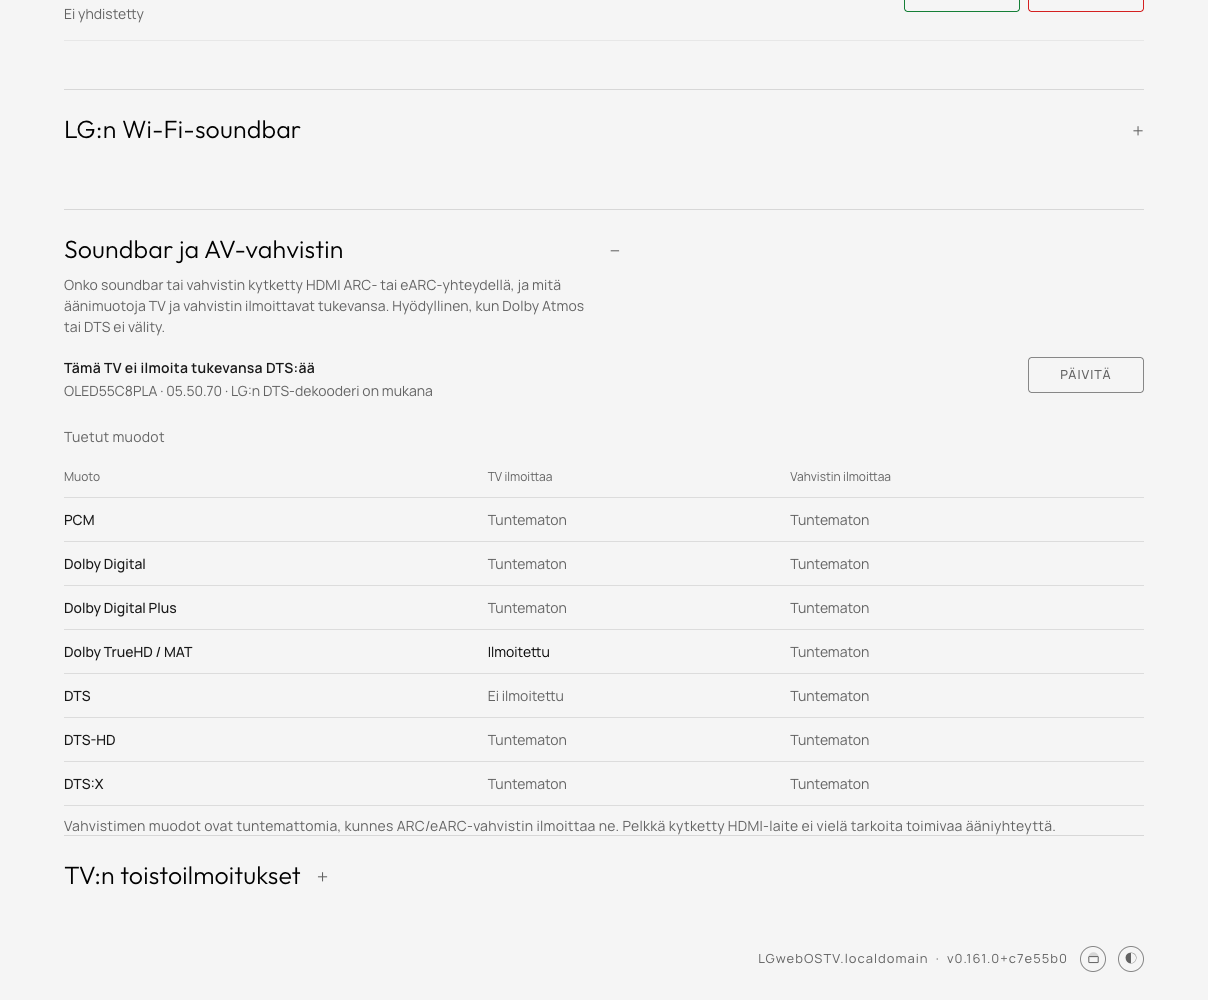 Ei yhdistetty
LG:n Wi-Fi-soundbar +
Soundbar ja AV-vahvistin −
Onko soundbar tai vahvistin kytketty HDMI ARC- tai eARC-yhteydellä, ja mitä
äänimuotoja TV ja vahvistin ilmoittavat tukevansa. Hyödyllinen, kun Dolby Atmos
tai DTS ei välity.
Tämä TV ei ilmoita tukevansa DTS:ää
OLED55C8PLA · 05.50.70 · LG:n DTS-dekooderi on mukana
PÄIVITÄ
Tuetut muodot
Muoto TV ilmoittaa Vahvistin ilmoittaa
PCM Tuntematon Tuntematon
Dolby Digital Tuntematon Tuntematon
Dolby Digital Plus Tuntematon Tuntematon
Dolby TrueHD / MAT Ilmoitettu Tuntematon
DTS Ei ilmoitettu Tuntematon
DTS-HD Tuntematon Tuntematon
DTS:X Tuntematon Tuntematon
Vahvistimen muodot ovat tuntemattomia, kunnes ARC/eARC-vahvistin ilmoittaa ne. Pelkkä kytketty HDMI-laite ei vielä tarkoita toimivaa ääniyhteyttä.
TV:n toistoilmoitukset +
LGwebOSTV.localdomain · v0.161.0+c7e55b0